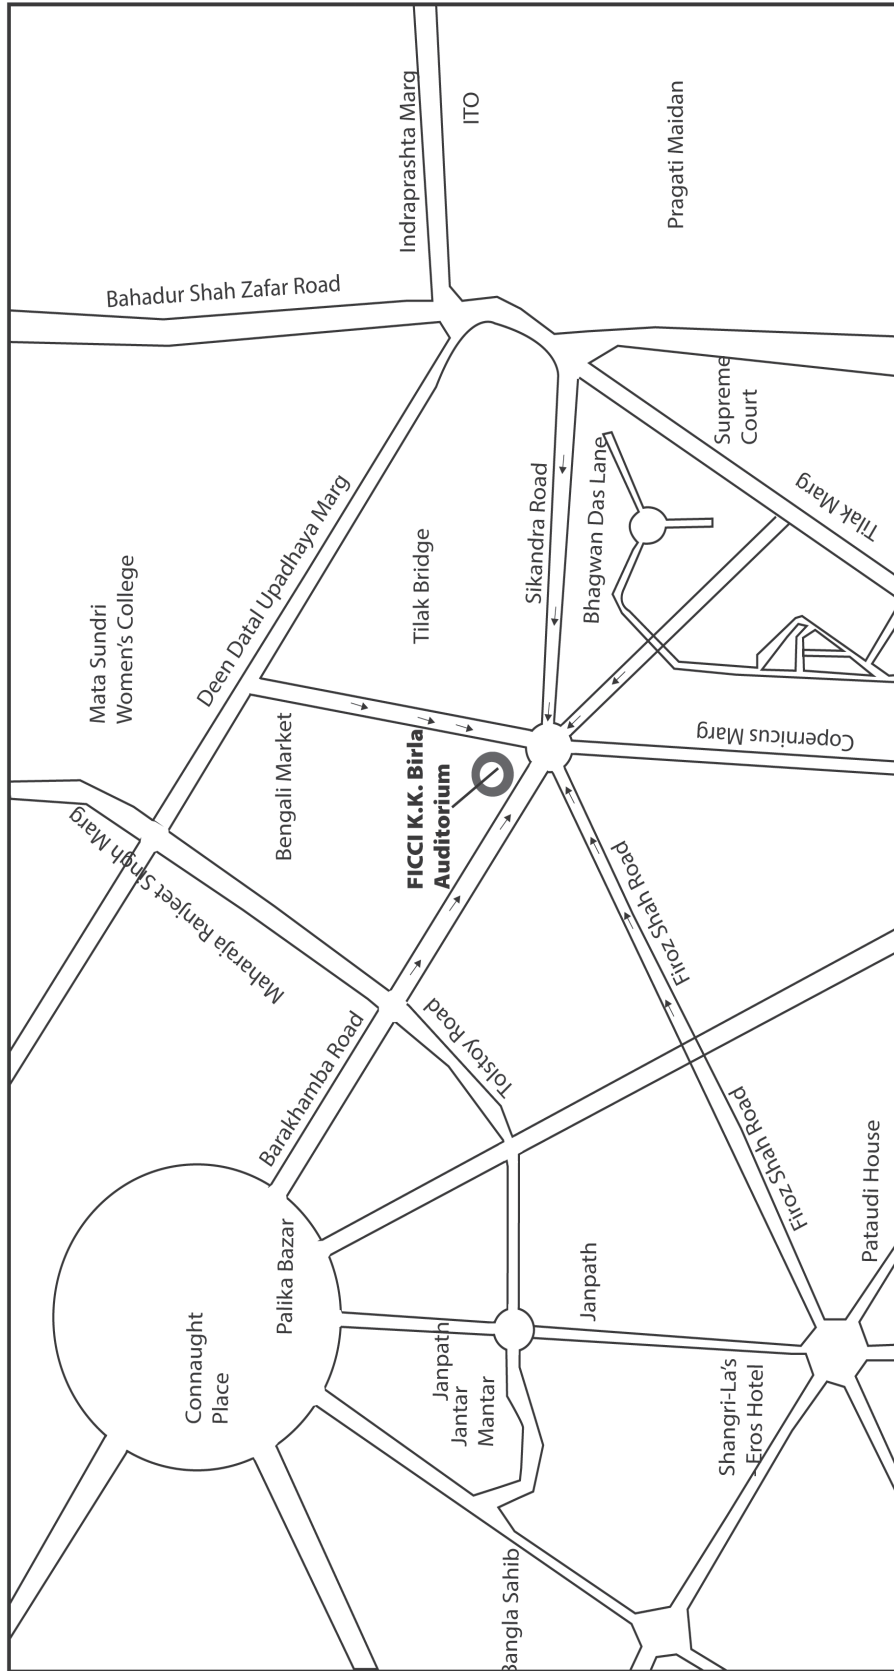 Indraprashta Marg
ITO
Pragati Maidan
Bahadur Shah Zafar Road
Supreme
Court
Tilak Marg
Mata Sundri
Women's College
Deen Datal Upadhaya Marg
Tilak Bridge
Sikandra Road
Bhagwan Das Lane
Copernicus Marg
Bengali Market
FICCI K.K. Birla
Auditorium
Maharaja Ranjeet Singh Marg
Barakhamba Road
Tolstoy Road
Firoz Shah Road
Firoz Shah Road
Pataudi House
Palika Bazar
Connaught
Place
Janpath
Janpath
Jantar
Mantar
Shangri-La's
-Eros Hotel
Bangla Sahib